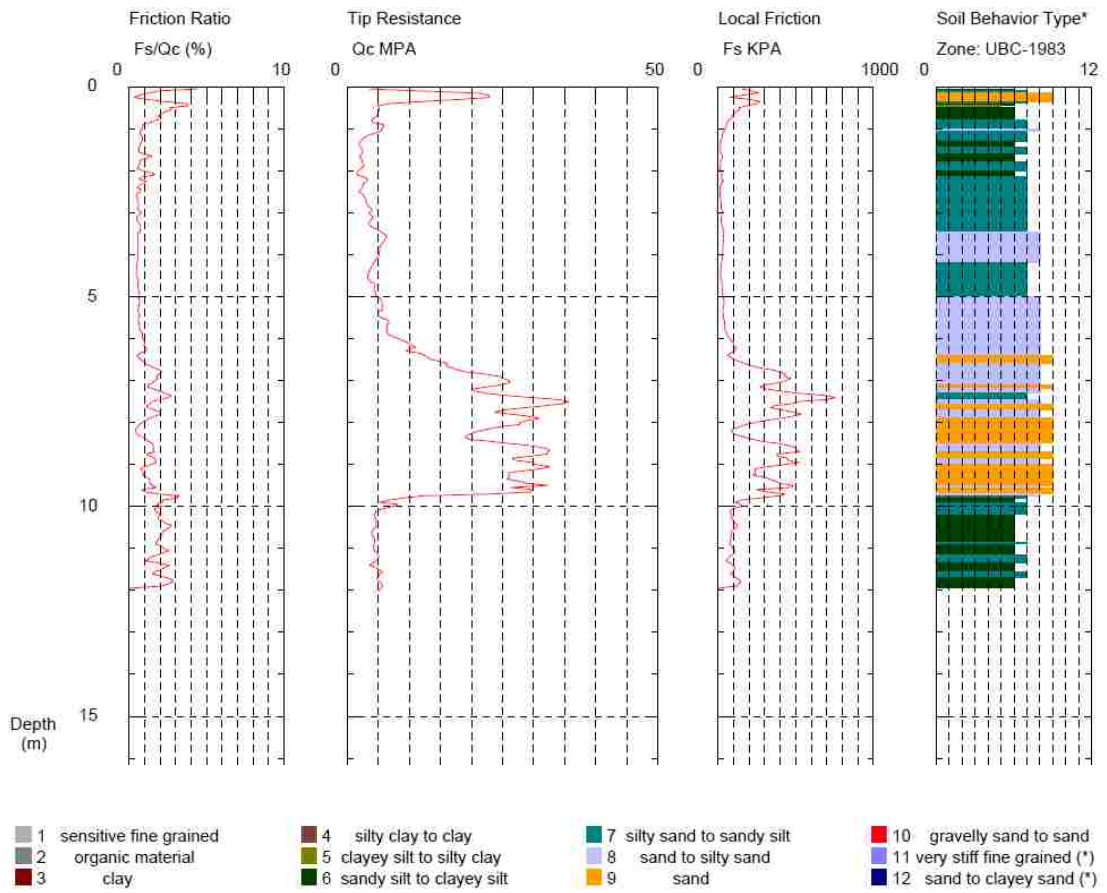 Friction Ratio
Fs/Qc (%)
Tip Resistance
Qc MPA
Local Friction
Fs KPA
Soil Behavior Type*
Zone: UBC-1983
0 10 0 50 0 1000 0 12
0
5
10
15
Depth
(m)
1 sensitive fine grained
2 organic material
3 clay
4 silty clay to clay
5 clayey silt to silty clay
6 sandy silt to clayey silt
7 silty sand to sandy silt
8 sand to silty sand
9 sand
10 gravelly sand to sand
11 very stiff fine grained (*)
12 sand to clayey sand (*)